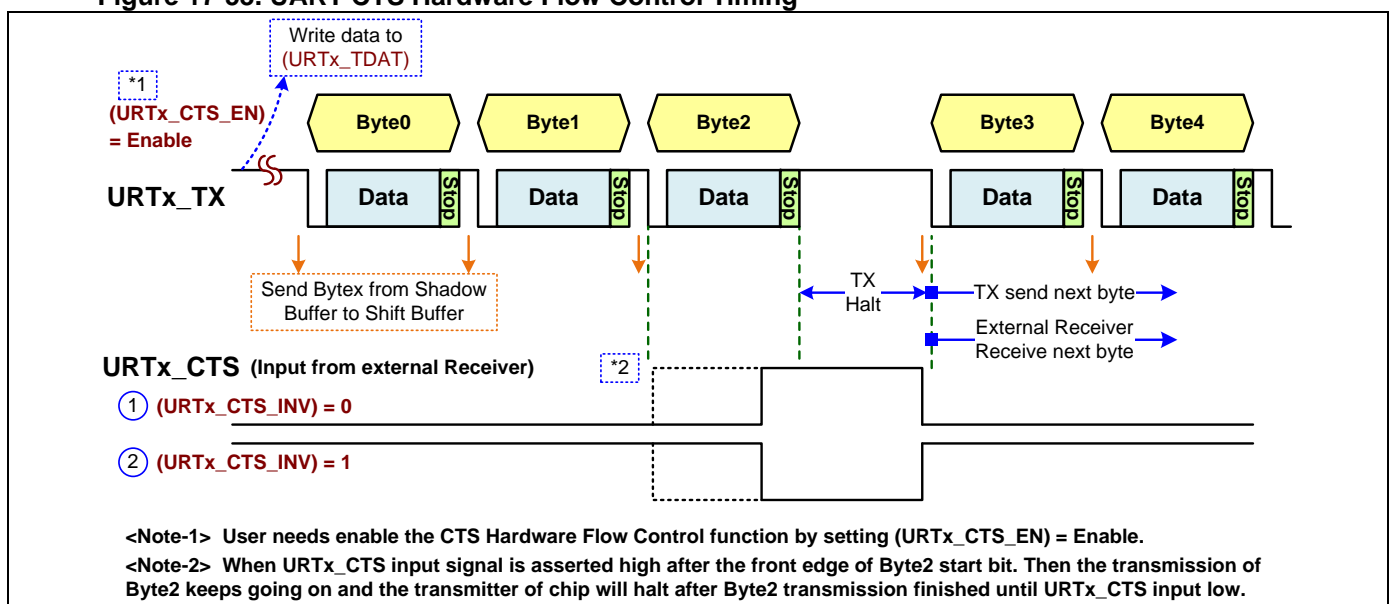 Figure 17-38. UART CTS Hardware Flow Control Timing
Write data to
(URTx_TDAT)
*1
(URTx_CTS_EN)
= Enable
Byte0
Byte1
Byte2
Byte3
Byte4
URTx_TX
Data
Stop
Data
Stop
Data
Stop
Data
Stop
Data
Stop
Send Bytex from Shadow
Buffer to Shift Buffer
TX
Halt
TX send next byte
External Receiver
Receive next byte
URTx_CTS (Input from external Receiver)
*2
1 (URTx_CTS_INV) = 0
2 (URTx_CTS_INV) = 1
<Note-1> User needs enable the CTS Hardware Flow Control function by setting (URTx_CTS_EN) = Enable.
<Note-2> When URTx_CTS input signal is asserted high after the front edge of Byte2 start bit. Then the transmission of
Byte2 keeps going on and the transmitter of chip will halt after Byte2 transmission finished until URTx_CTS input low.